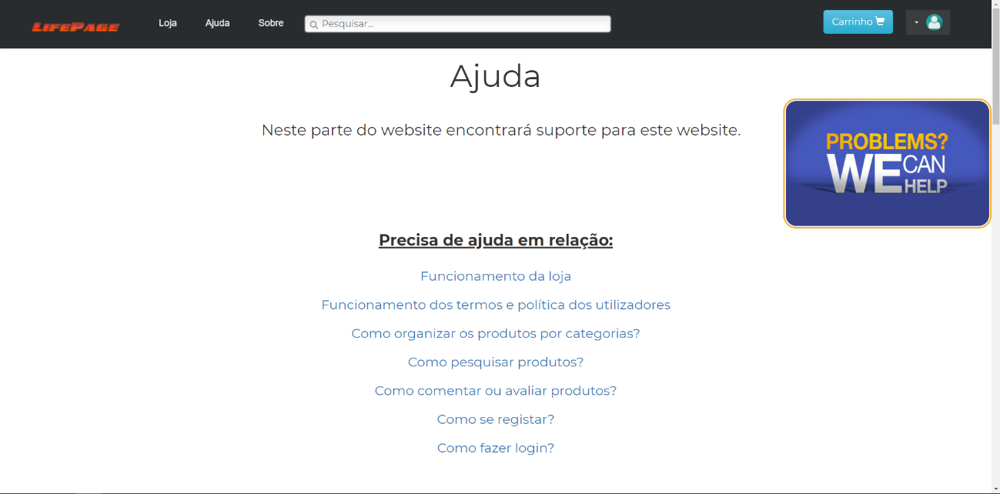 LIFEPAGE
Loja
Ajuda
Sobre
Pesquisar...
Carrinho
Ajuda
Neste parte do website encontrará suporte para este website.
PROBLEMS?
WE CAN
HELP
Precisa de ajuda em relação:
Funcionamento da loja
Funcionamento dos termos e política dos utilizadores
Como organizar os produtos por categorias?
Como pesquisar produtos?
Como comentar ou avaliar produtos?
Como se registar?
Como fazer login?